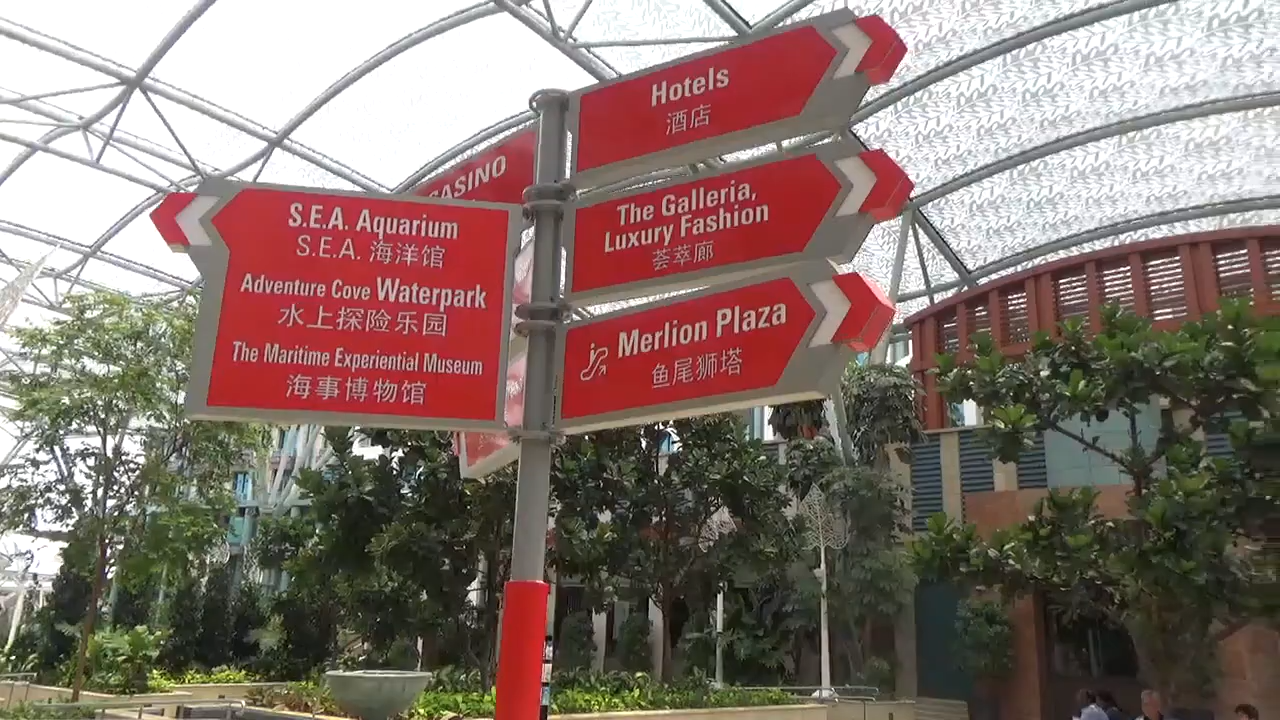 Hotels
酒店
CASINO
The Galleria,
Luxury Fashion
荟萃廊
S.E.A. Aquarium
S.E.A. 海洋馆
Adventure Cove Waterpark
水上探险乐园
The Maritime Experiential Museum
海事博物馆
Merlion Plaza
鱼尾狮塔